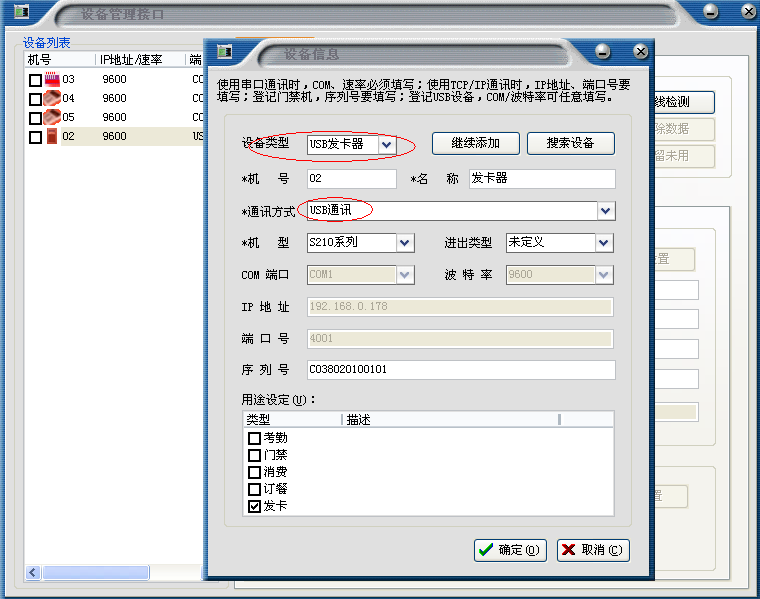 设备管理接口
设备列表
机号 IP地址/速率 端
03 9600 CO
04 9600 CO
05 9600 CO
02 9600 US
设备信息
使用串口通讯时，COM、速率必须填写；使用TCP/IP通讯时，IP地址、端口号要
填写；登记门禁机，序列号要填写；登记USB设备，COM/波特率可任意填写。
设备类型 USB发卡器 继续添加 搜索设备
*机 号 02 *名 称 发卡器
*通讯方式 USB通讯
*机 型 S210系列 进出类型 未定义
COM 端口 COM1 波 特 率 9600
IP 地 址 192.168.0.178
端 口 号 4001
序 列 号 C038020100101
用途设定(U)：
类型 描述
考勤
门禁
消费
订餐
发卡
确定(O) 取消(C)
线检测
除数据
留未用
置
置